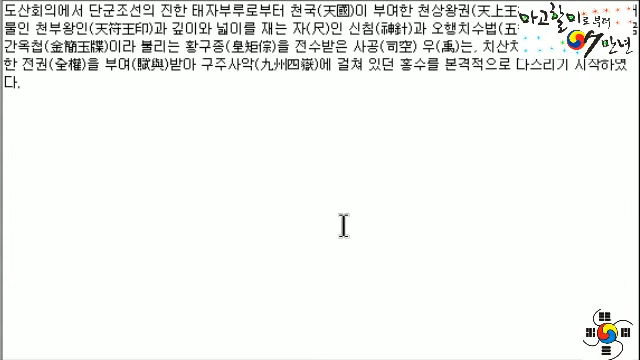 도산회의에서 단군조선의 진한 태자부루로부터 천국(天國)이 부여한 천상왕권(天上王
마고할미로부터
물인 천부왕인(天符王印)과 깊이와 넓이를 재는 자(尺)인 신침(神針)과 오행치수법(五
7만년
간옥첩(金簡玉牒)이라 불리는 황구종(皇矩倧)을 전수받은 사공(司空) 우(禹)는, 치산치
한 전권(全權)을 부여(賦與)받아 구주사악(九州四嶽)에 걸쳐 있던 홍수를 본격적으로 다스리기 시작하였
다.